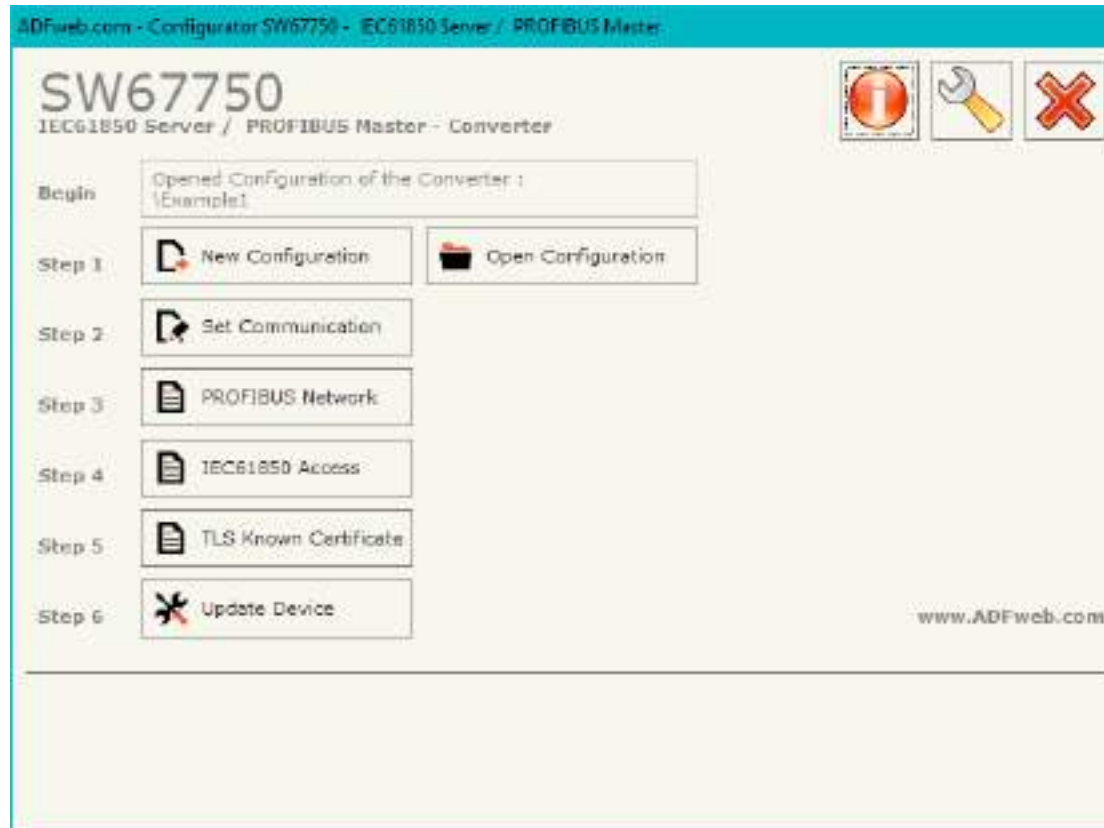 ADFweb.com - Configurator SW67750 - IEC61850 Server / PROFIBUS Master
SW67750
IEC61850 Server / PROFIBUS Master - Converter
Begin
Opened Configuration of the Converter :
\Example1
Step 1
New Configuration
Open Configuration
Step 2
Set Communication
Step 3
PROFIBUS Network
Step 4
IEC61850 Access
Step 5
TLS Known Certificate
Step 6
Update Device
www.ADFweb.com